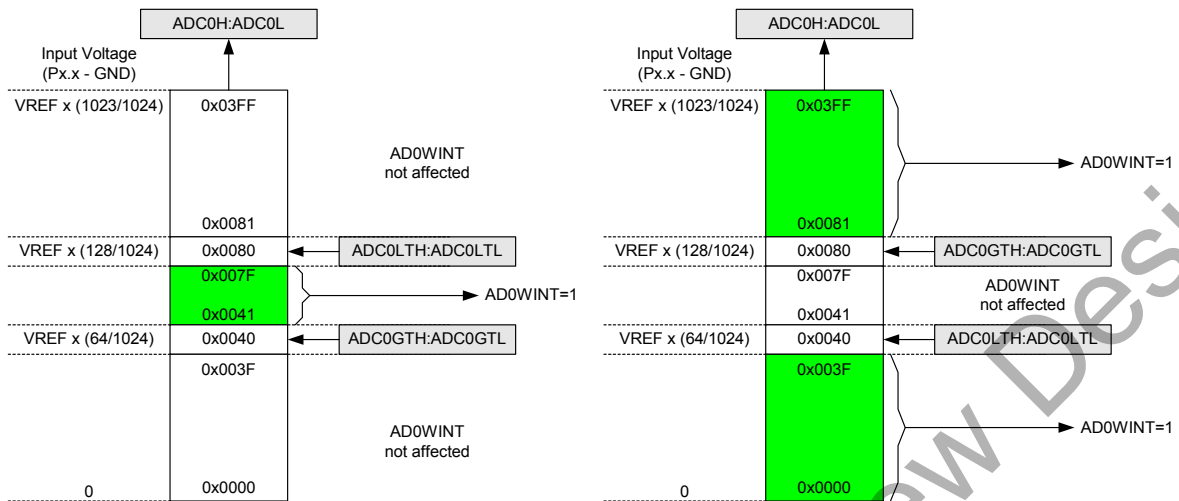 ADC0H:ADC0L
Input Voltage
(Px.x - GND)
VREF x (1023/1024)
0x03FF
AD0WINT
not affected
0x0081
VREF x (128/1024)
0x0080
ADC0LTH:ADC0LTL
0x007F
AD0WINT=1
0x0041
VREF x (64/1024)
0x0040
ADC0GTH:ADC0GTL
0x003F
AD0WINT
not affected
0
0x0000
ADC0H:ADC0L
Input Voltage
(Px.x - GND)
VREF x (1023/1024)
0x03FF
AD0WINT=1
0x0081
VREF x (128/1024)
0x0080
ADC0GTH:ADC0GTL
0x007F
AD0WINT
not affected
0x0041
VREF x (64/1024)
0x0040
ADC0LTH:ADC0LTL
0x003F
AD0WINT=1
0
0x0000
ew Desi